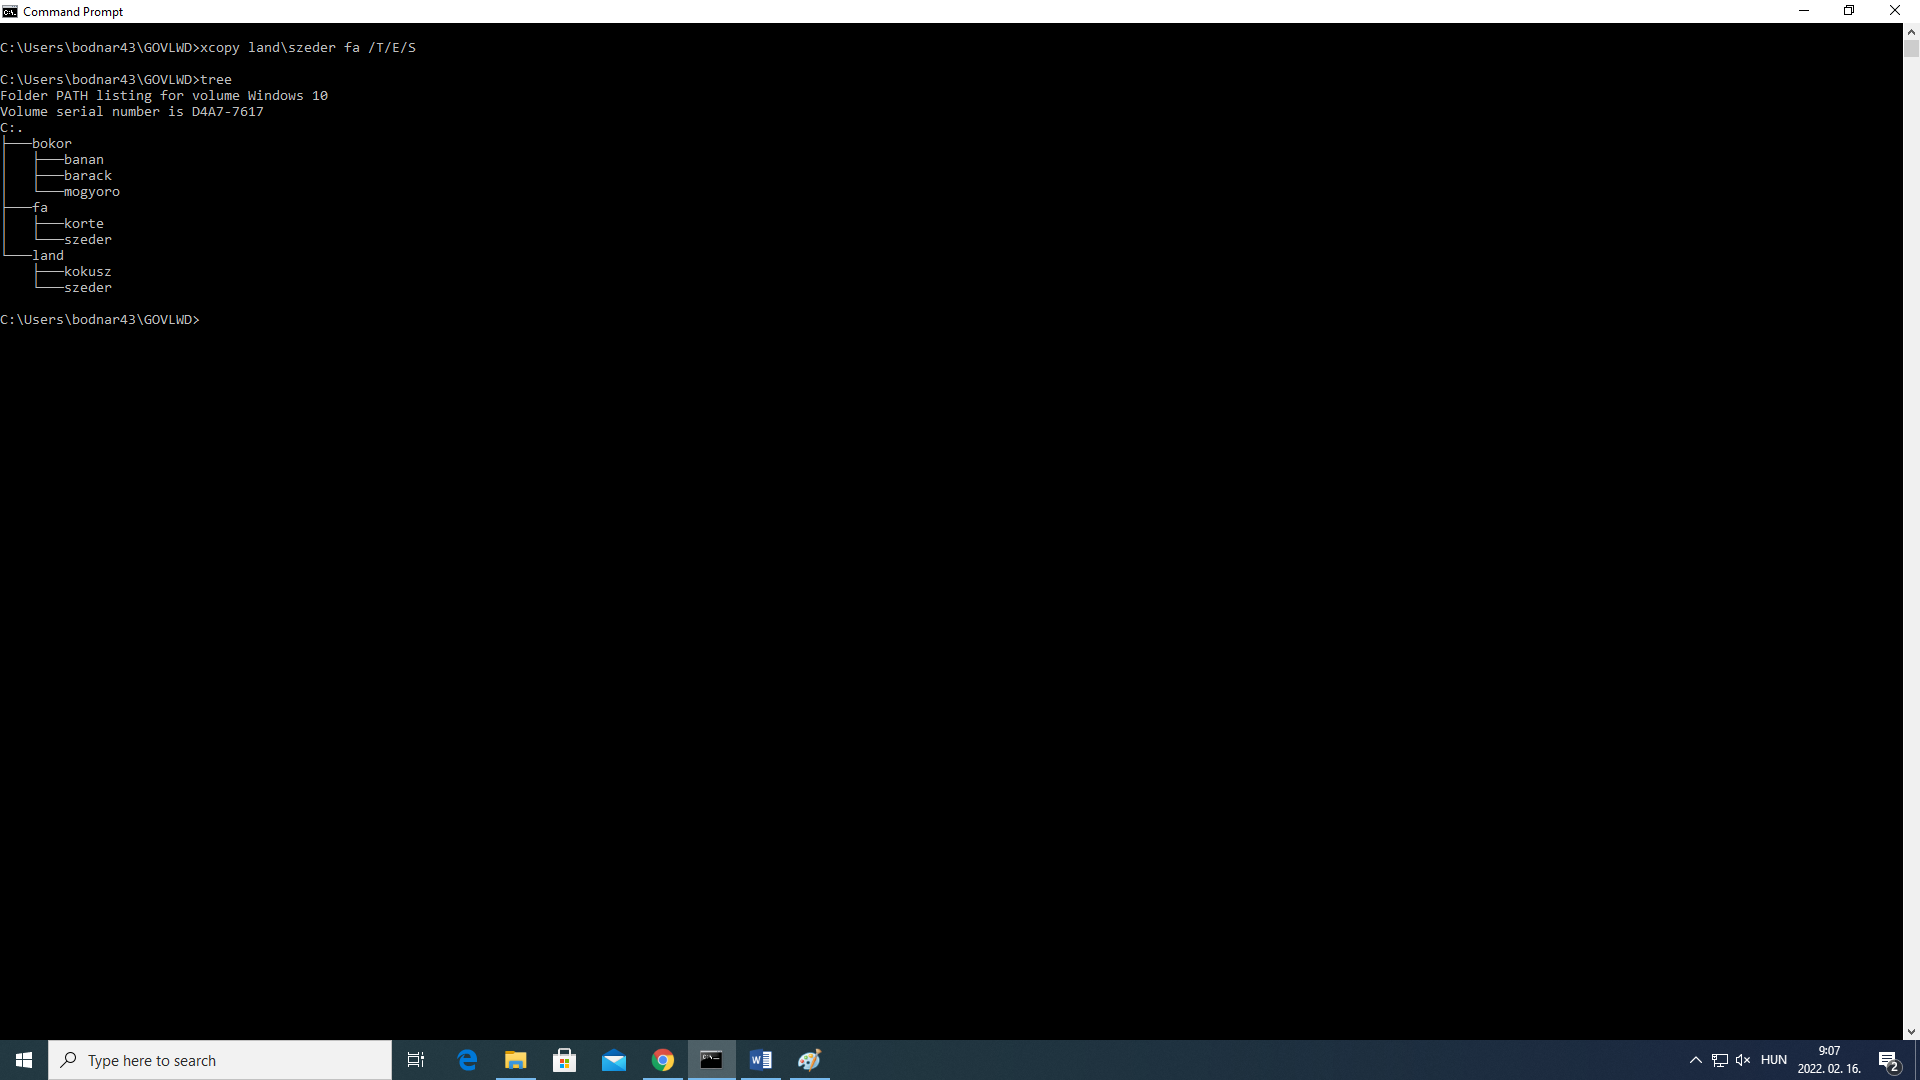 Command Prompt
C:\Users\bodnar43\GOVLWD>xcopy land\szeder fa /T/E/S
C:\Users\bodnar43\GOVLWD>tree
Folder PATH listing for volume Windows 10
Volume serial number is D4A7-7617
C:.
├───bokor
│   ├───banan
│   ├───barack
│   └───mogyoro
├───fa
│   ├───korte
│   └───szeder
└───land
    ├───kokusz
    └───szeder
C:\Users\bodnar43\GOVLWD>
Type here to search
HUN
9:07
2022. 02. 16.
2